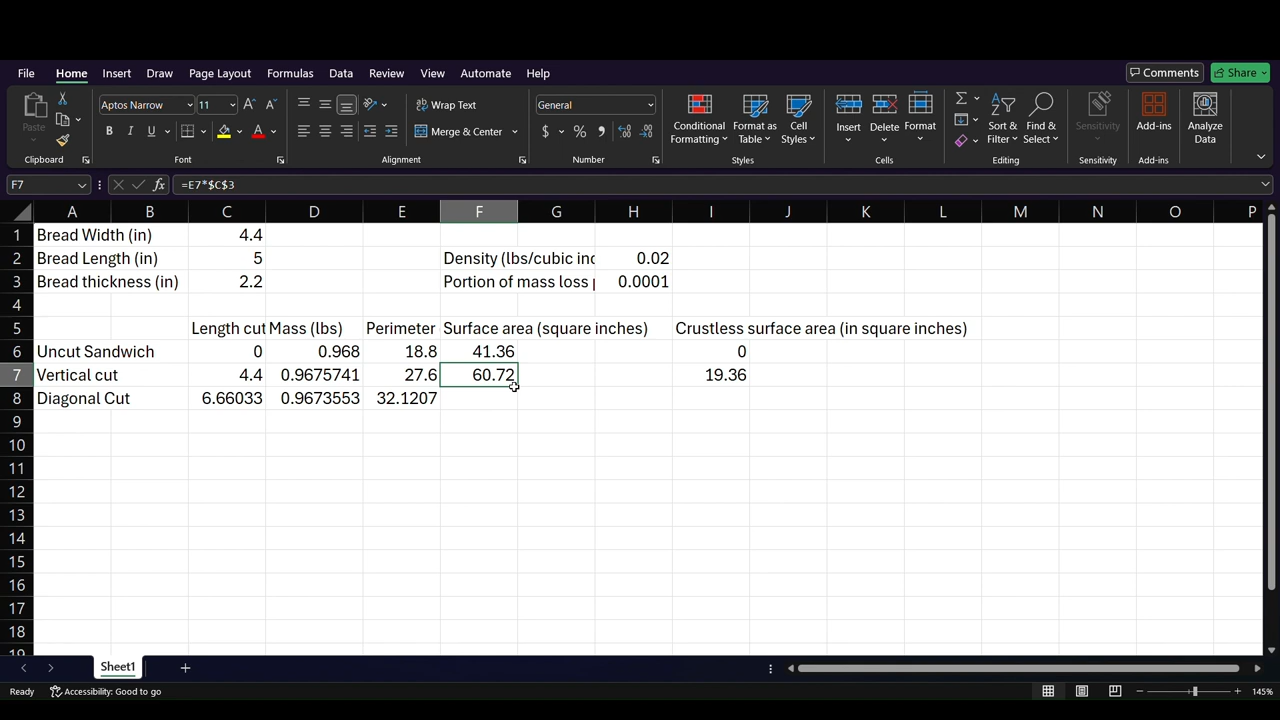 File Home Insert Draw Page Layout Formulas Data Review View Automate Help Comments Share
Paste Aptos Narrow 11 A A Wrap Text General Conditional Formatting Format as Table Cell Styles Insert Delete Format Sort & Filter Find & Select Sensitivity Add-ins Analyze Data
B I U A Merge & Center $ % 9
Clipboard Font Alignment Number Styles Cells Editing Sensitivity Add-ins
F7 fx =E7*$C$3
A B C D E F G H I J K L M N O P
1 Bread Width (in) 4.4
2 Bread Length (in) 5 Density (lbs/cubic inc 0.02
3 Bread thickness (in) 2.2 Portion of mass loss p 0.0001
4
5 Length cut Mass (lbs) Perimeter Surface area (square inches) Crustless surface area (in square inches)
6 Uncut Sandwich 0 0.968 18.8 41.36 0
7 Vertical cut 4.4 0.9675741 27.6 60.72 19.36
8 Diagonal Cut 6.66033 0.9673553 32.1207
9
10
11
12
13
14
15
16
17
18
19
Sheet1
Ready Accessibility: Good to go 145%